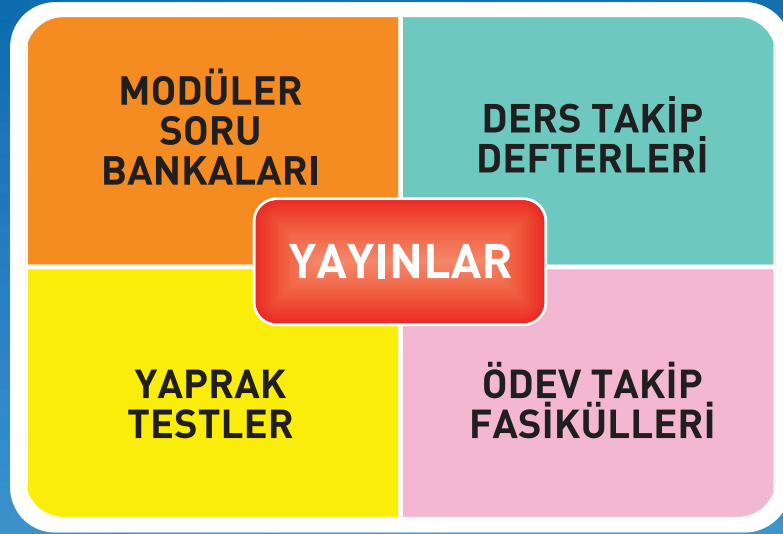 MODÜLER
SORU
BANKALARI
DERS TAKİP
DEFTERLERİ
YAYINLAR
YAPRAK
TESTLER
ÖDEV TAKİP
FASİKÜLLERİ